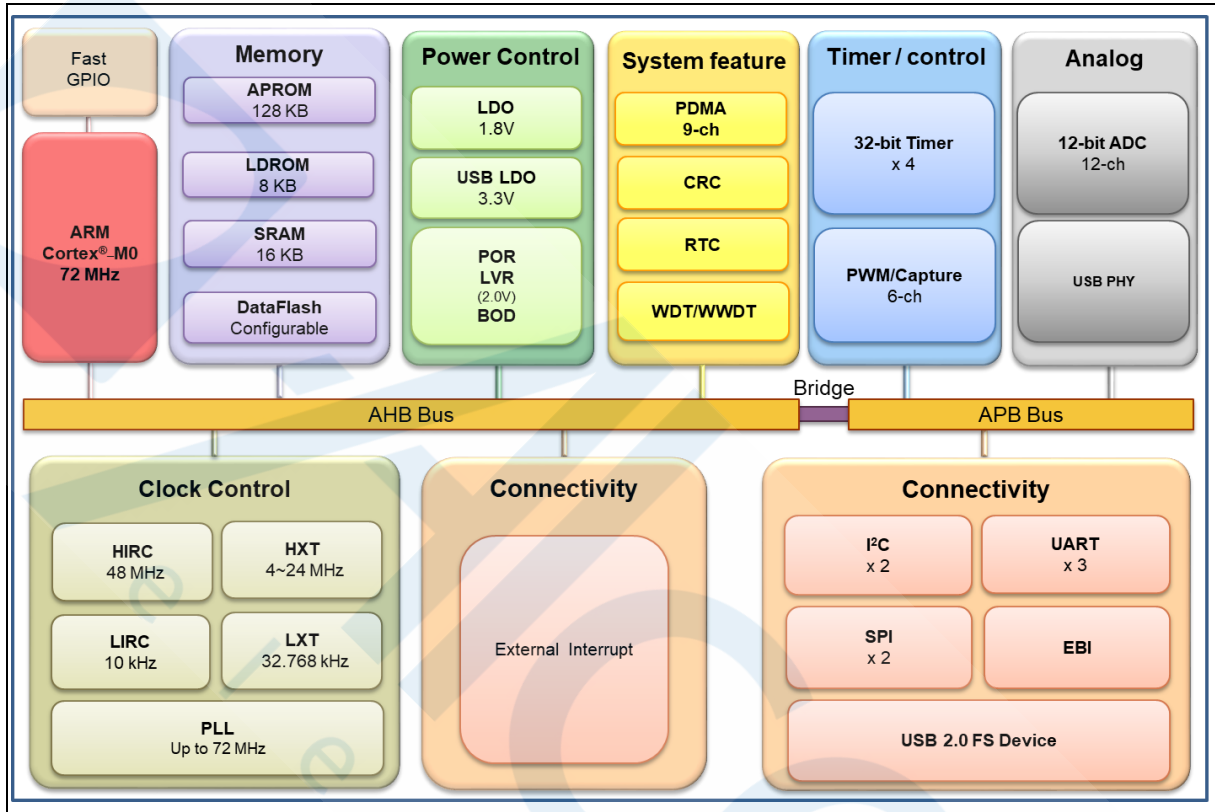 Fast
GPIO
ARM
Cortex®-M0
72 MHz
Memory
APROM
128 KB
LDROM
8 KB
SRAM
16 KB
DataFlash
Configurable
Power Control
LDO
1.8V
USB LDO
3.3V
POR
LVR
(2.0V)
BOD
System feature
PDMA
9-ch
CRC
RTC
WDT/WWDT
Timer / control
32-bit Timer
x 4
PWM/Capture
6-ch
Analog
12-bit ADC
12-ch
USB PHY
AHB Bus
Bridge
APB Bus
Clock Control
HIRC
48 MHz
HXT
4~24 MHz
LIRC
10 kHz
LXT
32.768 kHz
PLL
Up to 72 MHz
Connectivity
External Interrupt
Connectivity
I²C
x 2
UART
x 3
SPI
x 2
EBI
USB 2.0 FS Device